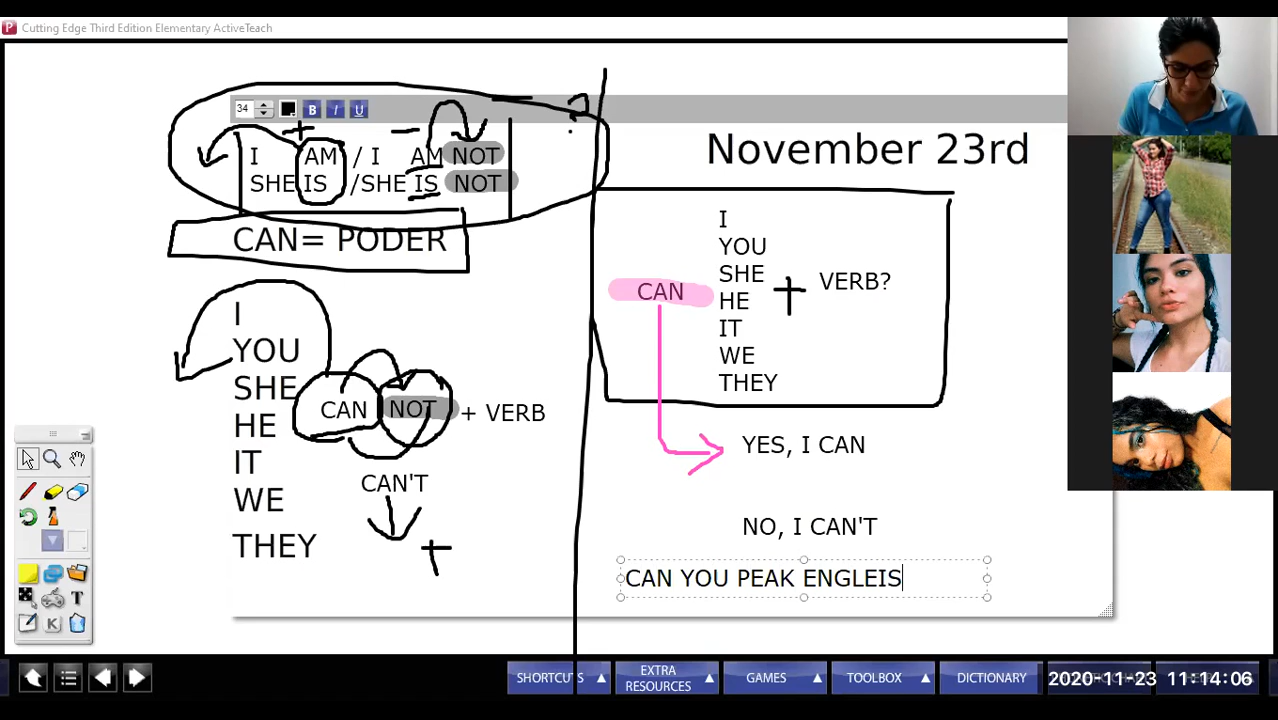 Cutting Edge Third Edition Elementary ActiveTeach
34 B I U
+ - ?
I AM / I AM NOT
SHE IS /SHE IS NOT
CAN= PODER
I
YOU
SHE
HE
IT
WE
THEY
CAN NOT + VERB
CAN'T
+
November 23rd
CAN
I
YOU
SHE
HE
IT
WE
THEY
+ VERB?
YES, I CAN
NO, I CAN'T
CAN YOU PEAK ENGLEIS
T
K
SHORTCUTS
EXTRA
RESOURCES
GAMES
TOOLBOX
DICTIONARY
2020-11-23 11:14:06